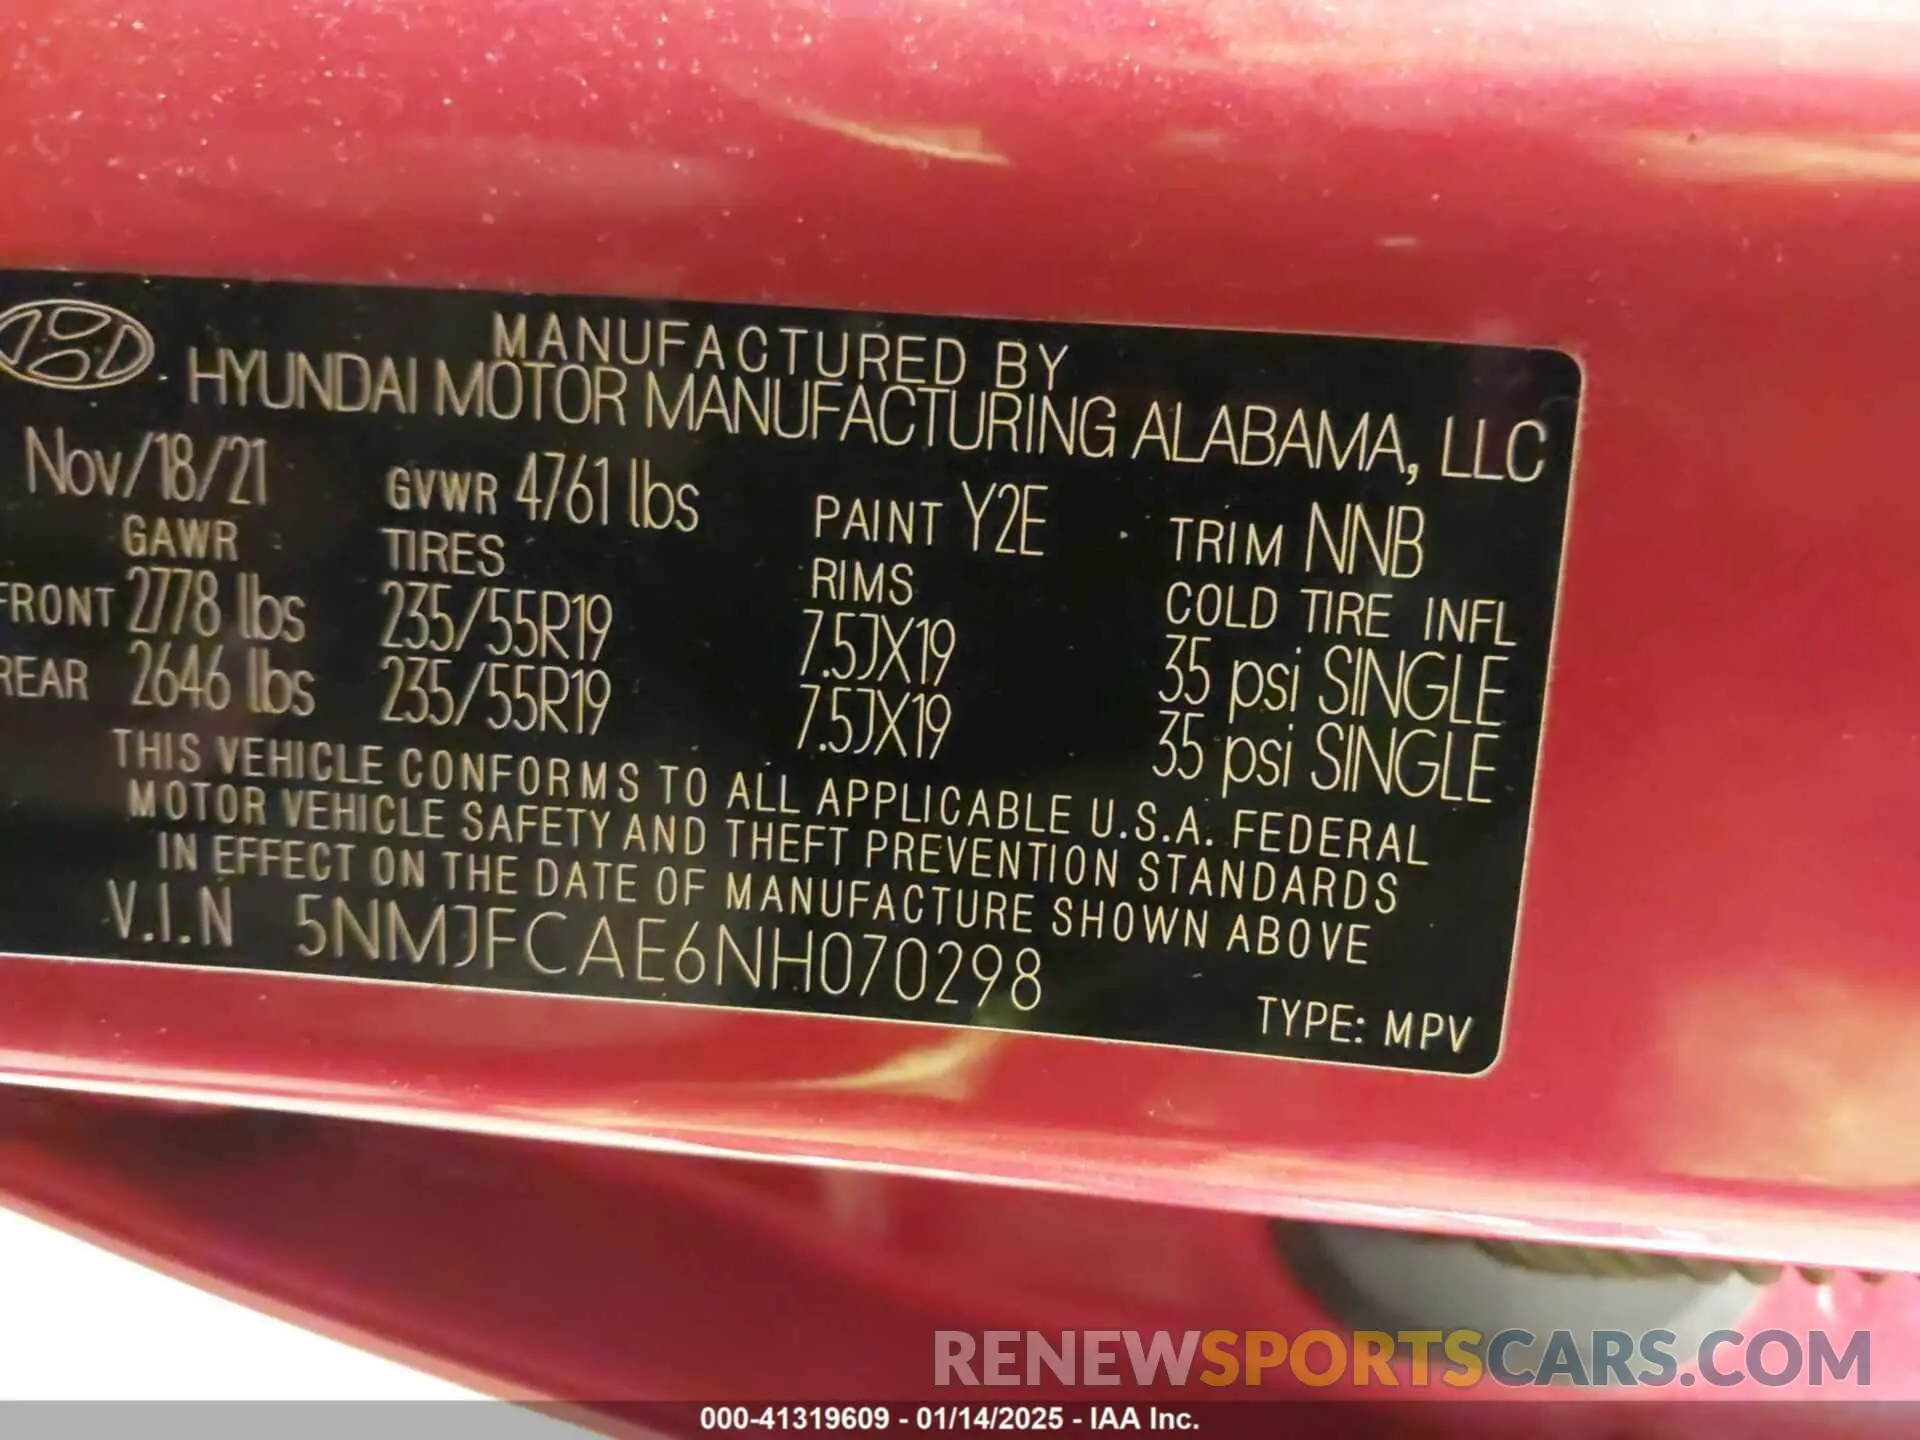 MANUFACTURED BY
HYUNDAI MOTOR MANUFACTURING ALABAMA, LLC
Nov/18/21 GVWR 4761 lbs PAINT Y2E TRIM NNB
GAWR TIRES RIMS COLD TIRE INFL
FRONT 2778 lbs 235/55R19 7.5JX19 35 psi SINGLE
REAR 2646 lbs 235/55R19 7.5JX19 35 psi SINGLE
THIS VEHICLE CONFORMS TO ALL APPLICABLE U.S.A. FEDERAL
MOTOR VEHICLE SAFETY AND THEFT PREVENTION STANDARDS
IN EFFECT ON THE DATE OF MANUFACTURE SHOWN ABOVE
V.I.N 5NMJFCAE6NH070298
TYPE: MPV
RENEWSPORTSCARS.COM
000-41319609 - 01/14/2025 - IAA Inc.